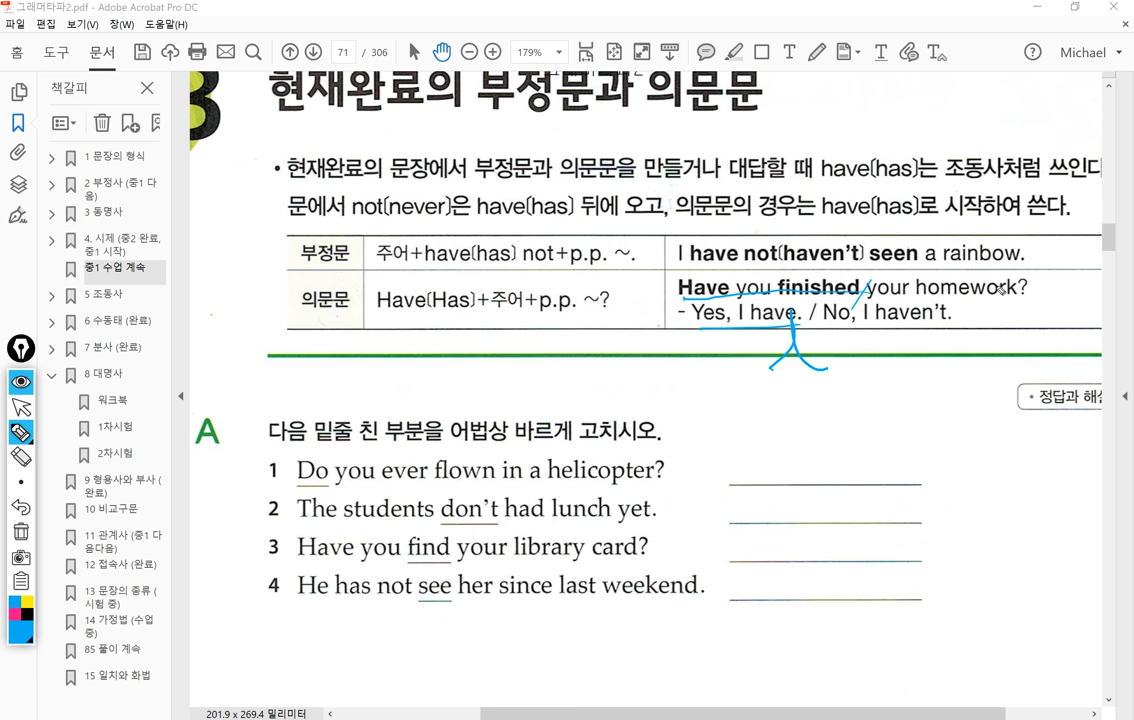 그래머타파2.pdf - Adobe Acrobat Pro DC
파일 편집 보기(V) 창(W) 도움말(H)
홈 도구 문서 71 / 306 179% Michael
책갈피
1 문장의 형식
2 부정사 (중1 다
음)
3 동명사
4. 시제 (중2 완료,
중1 시작)
중1 수업 계속
5 조동사
6 수동태 (완료)
7 분사 (완료)
8 대명사
워크북
1차시험
2차시험
9 형용사와 부사 (
완료)
10 비교구문
11 관계사 (중1 다
음다음)
12 접속사 (완료)
13 문장의 종류 (
시험 중)
14 가정법 (수업
중)
85 풀이 계속
15 일치와 화법
3 현재완료의 부정문과 의문문
• 현재완료의 문장에서 부정문과 의문문을 만들거나 대답할 때 have(has)는 조동사처럼 쓰인다
문에서 not(never)은 have(has) 뒤에 오고, 의문문의 경우는 have(has)로 시작하여 쓴다.
부정문 주어+have(has) not+p.p. ~. I have not(haven't) seen a rainbow.
의문문 Have(Has)+주어+p.p. ~? Have you finished your homework?
- Yes, I have. / No, I haven't.
• 정답과 해설
A 다음 밑줄 친 부분을 어법상 바르게 고치시오.
1 Do you ever flown in a helicopter?
2 The students don't had lunch yet.
3 Have you find your library card?
4 He has not see her since last weekend.
201.9 x 269.4 밀리미터